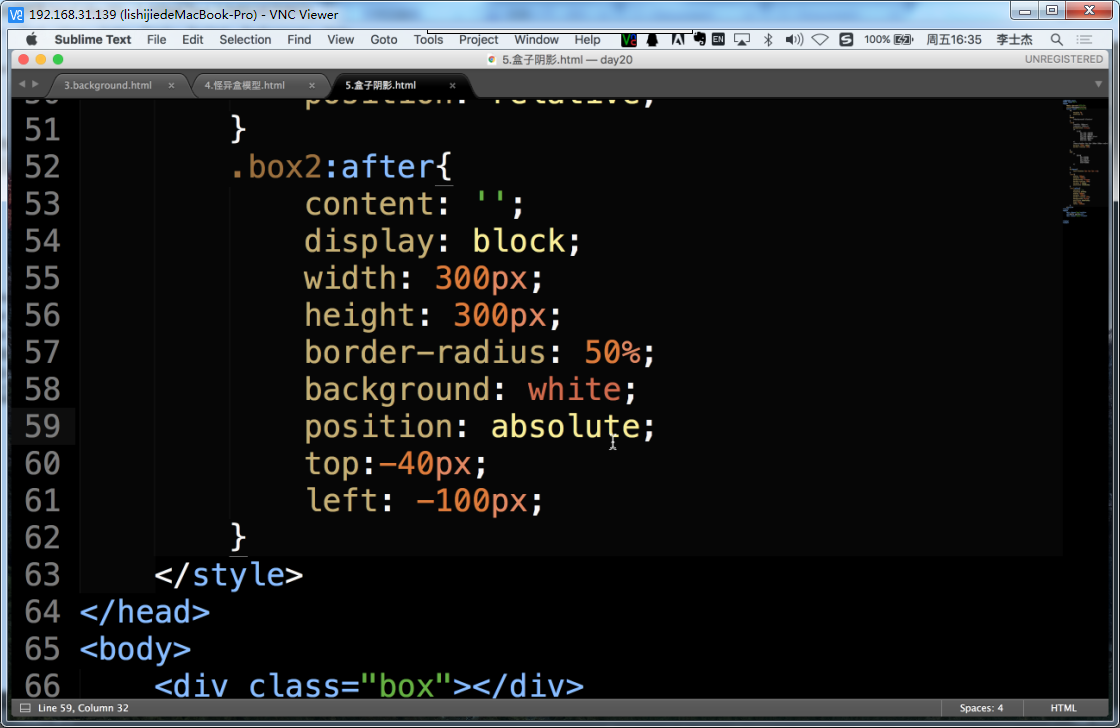 192.168.31.139 (lishijiedeMacBook-Pro) - VNC Viewer
Sublime Text File Edit Selection Find View Goto Tools Project Window Help EN 100% 周五16:35 李士杰
5.盒子阴影.html — day20 UNREGISTERED
3.background.html × 4.怪异盒模型.html × 5.盒子阴影.html ×
50 position: relative;
51 }
52 .box2:after{
53 content: '';
54 display: block;
55 width: 300px;
56 height: 300px;
57 border-radius: 50%;
58 background: white;
59 position: absolute;
60 top:-40px;
61 left: -100px;
62 }
63 </style>
64 </head>
65 <body>
66 <div class="box"></div>
Line 59, Column 32 Spaces: 4 HTML